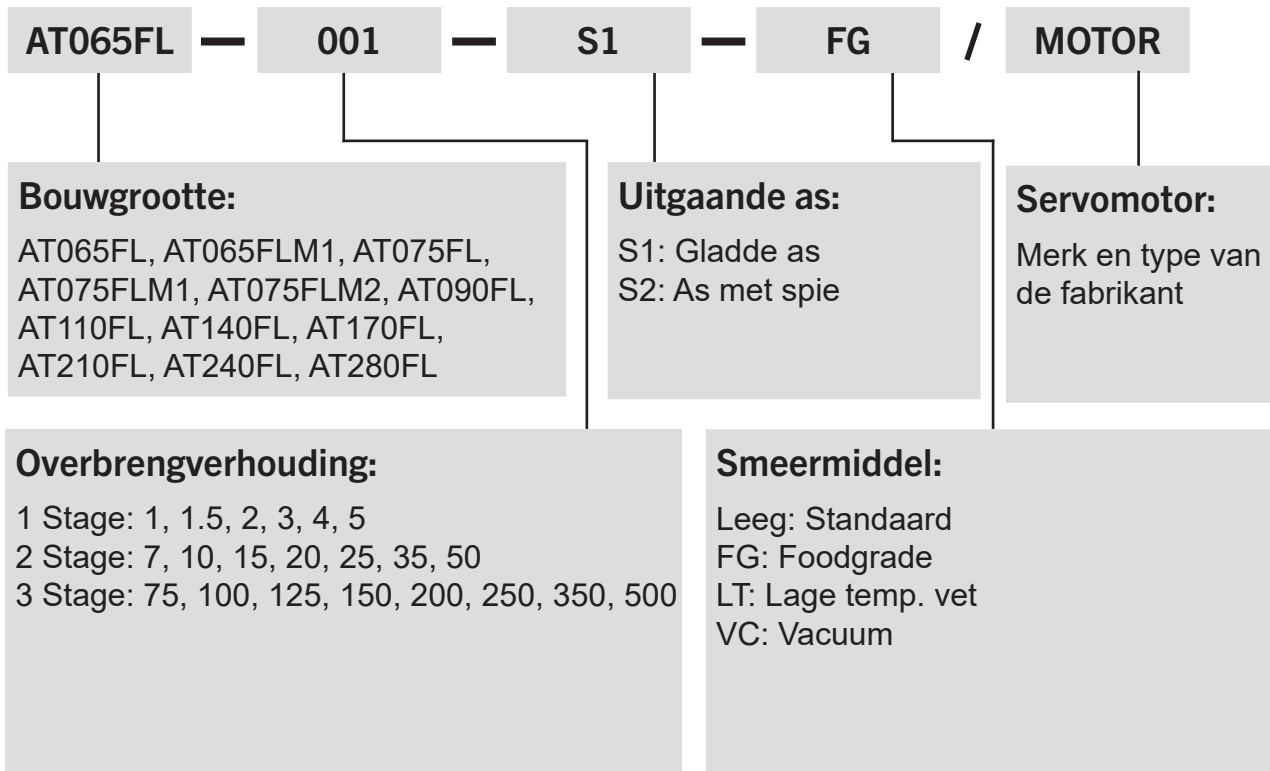 AT065FL — 001 — S1 — FG / MOTOR
Bouwgrootte:
AT065FL, AT065FLM1, AT075FL,
AT075FLM1, AT075FLM2, AT090FL,
AT110FL, AT140FL, AT170FL,
AT210FL, AT240FL, AT280FL
Uitgaande as:
S1: Gladde as
S2: As met spie
Servomotor:
Merk en type van
de fabrikant
Overbrengverhouding:
1 Stage: 1, 1.5, 2, 3, 4, 5
2 Stage: 7, 10, 15, 20, 25, 35, 50
3 Stage: 75, 100, 125, 150, 200, 250, 350, 500
Smeermiddel:
Leeg: Standaard
FG: Foodgrade
LT: Lage temp. vet
VC: Vacuum